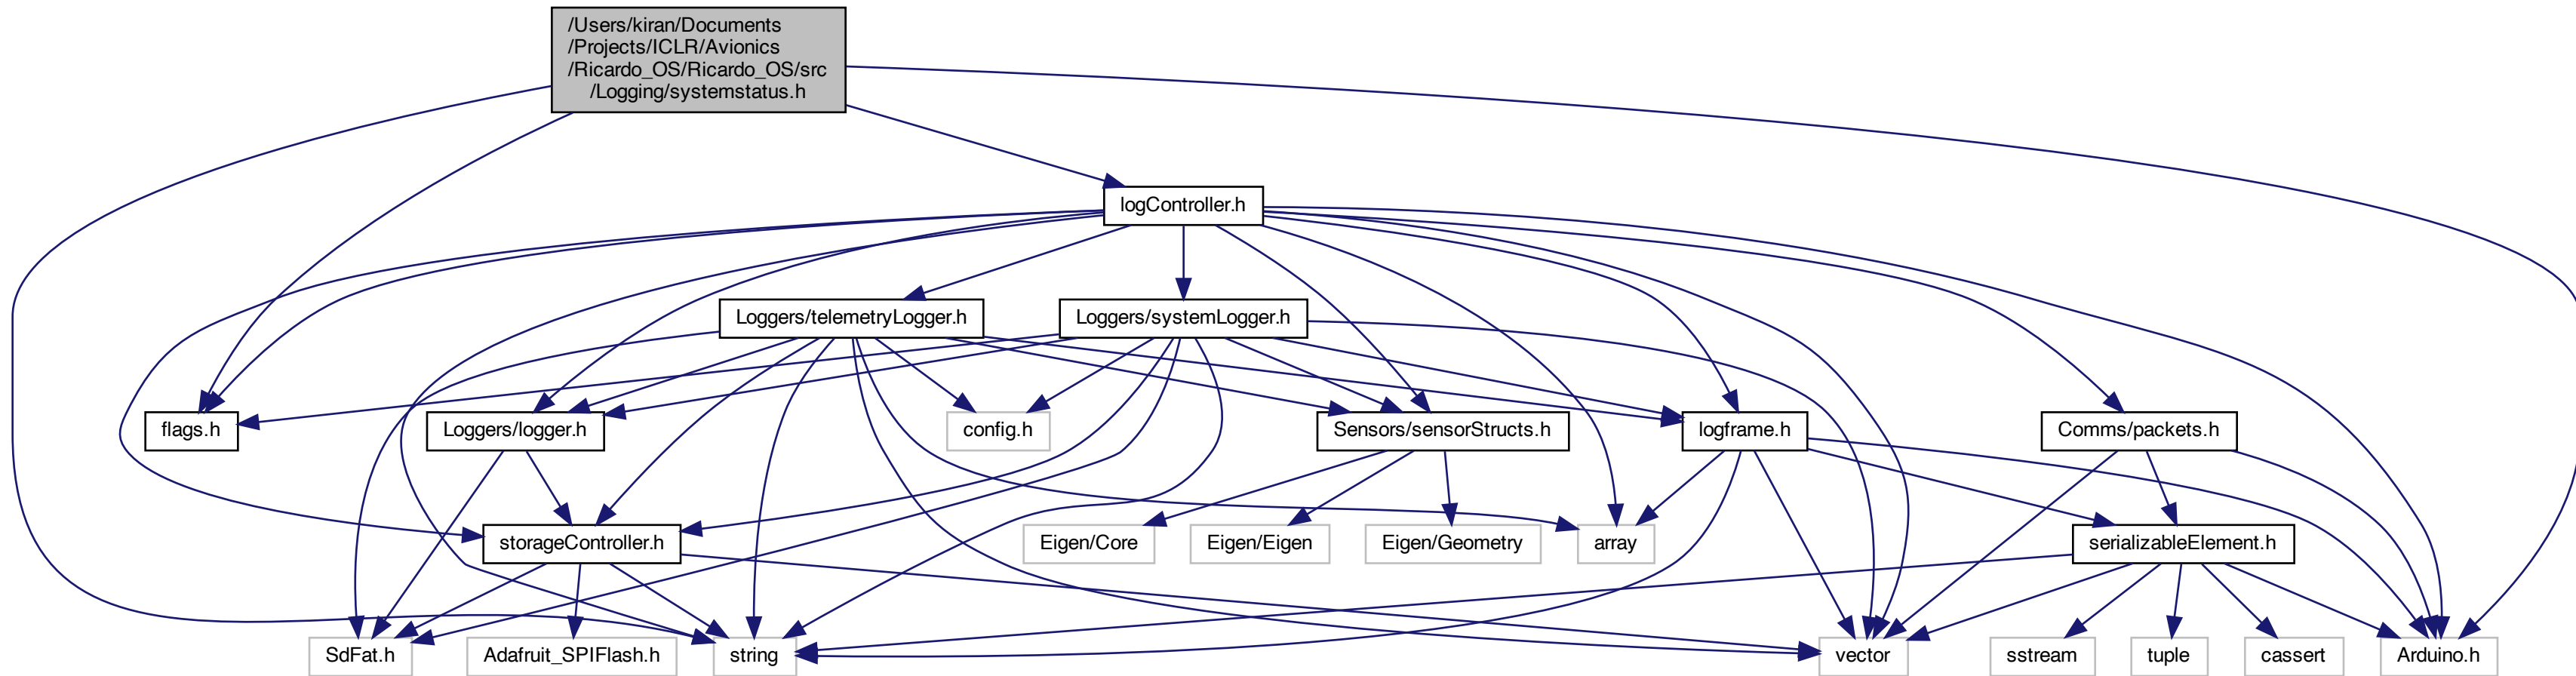 /Users/kiran/Documents
/Projects/ICLR/Avionics
/Ricardo_OS/Ricardo_OS/src
/Logging/systemstatus.h
logController.h
Loggers/telemetryLogger.h
Loggers/systemLogger.h
flags.h
Loggers/logger.h
config.h
Sensors/sensorStructs.h
logframe.h
Comms/packets.h
storageController.h
Eigen/Core
Eigen/Eigen
Eigen/Geometry
array
serializableElement.h
SdFat.h
Adafruit_SPIFlash.h
string
vector
sstream
tuple
cassert
Arduino.h